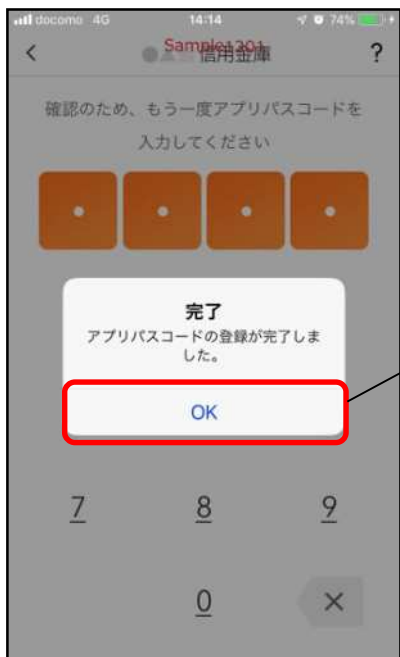 docomo 4G 14:14 74%
Sample1201
信用金庫
?
確認のため、もう一度アプリパスコードを
入力してください
完了
アプリパスコードの登録が完了しま
した。
OK
7 8 9
0